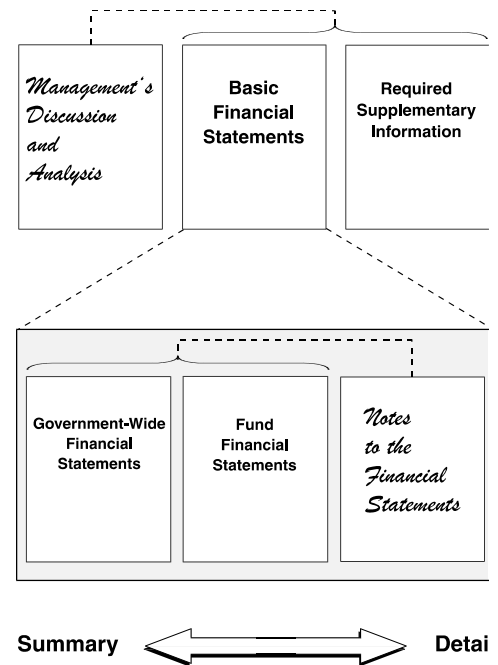 Management's
Discussion
and
Analysis
Basic
Financial
Statements
Required
Supplementary
Information
Government-Wide
Financial
Statements
Fund
Financial
Statements
Notes
to the
Financial
Statements
Summary
Detai